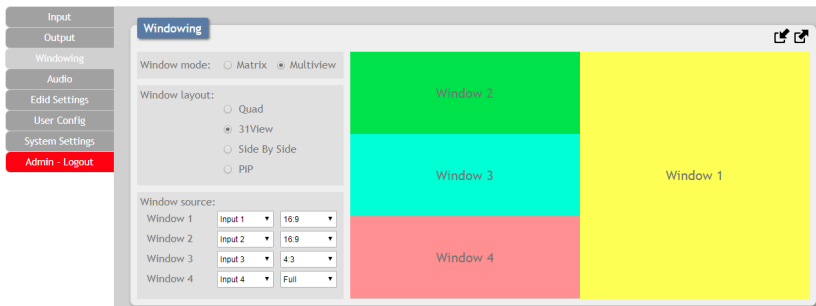 Input
Output
Windowing
Audio
Edid Settings
User Config
System Settings
Admin - Logout
Windowing
Window mode: Matrix Multiview
Window layout:
Quad
31View
Side By Side
PIP
Window source:
Window 1 Input 1 16:9
Window 2 Input 2 16:9
Window 3 Input 3 4:3
Window 4 Input 4 Full
Window 2
Window 3
Window 4
Window 1